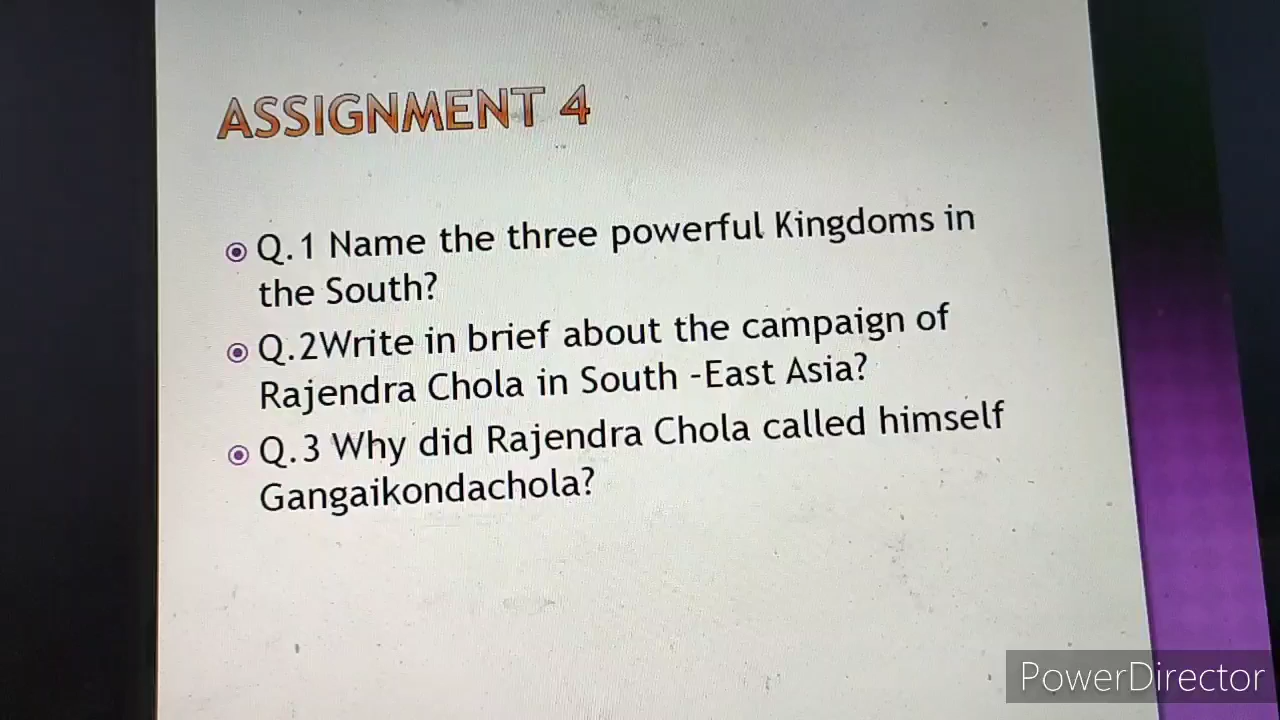 ASSIGNMENT 4
Q.1 Name the three powerful Kingdoms in
the South?
Q.2Write in brief about the campaign of
Rajendra Chola in South -East Asia?
Q.3 Why did Rajendra Chola called himself
Gangaikondachola?
PowerDirector